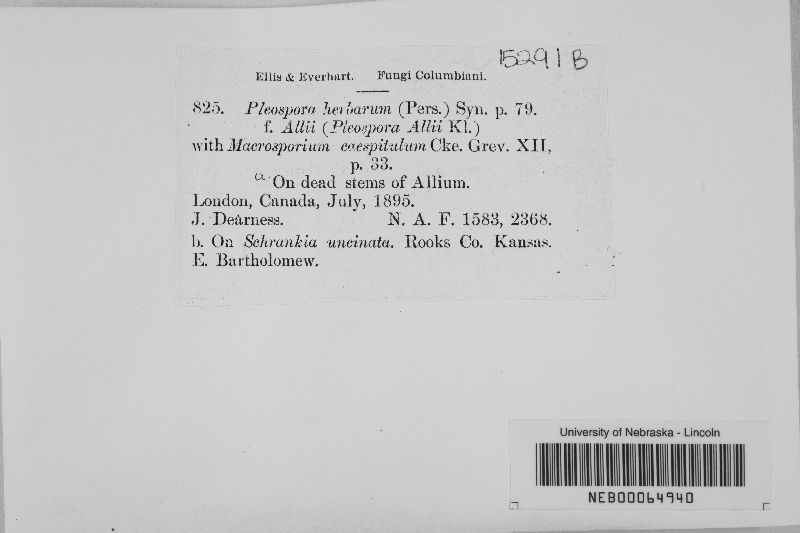 15291 B
Ellis & Everhart. Fungi Columbiani.
825. Pleospora herbarum (Pers.) Syn. p. 79.
f. Allii (Pleospora Allii Kl.)
with Macrosporium caespitulum Cke. Grev. XII,
p. 33.
a. On dead stems of Allium.
London, Canada, July, 1895.
J. Dearness. N. A. F. 1583, 2368.
b. On Schrankia uncinata. Rooks Co. Kansas.
E. Bartholomew.
University of Nebraska - Lincoln
NEB00064940